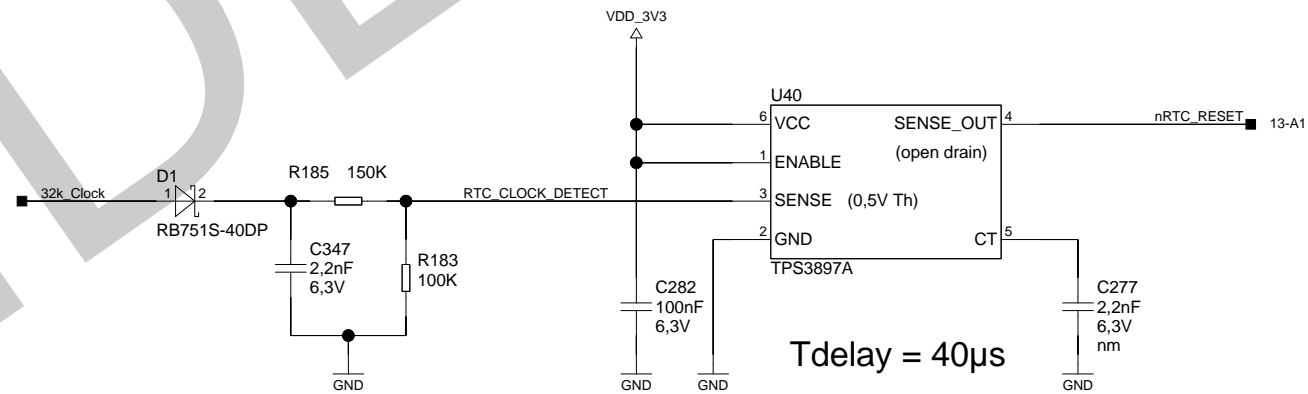 VDD_3V3
U40
6 VCC SENSE_OUT 4 nRTC_RESET 13-A1
(open drain)
1 ENABLE
D1 R185 150K
32k_Clock 1 2 RTC_CLOCK_DETECT 3 SENSE (0,5V Th)
RB751S-40DP
2 GND CT 5
TPS3897A
C347
2,2nF
6,3V
R183
100K
C282
100nF
6,3V
C277
2,2nF
6,3V
nm
Tdelay = 40µs
GND GND GND GND